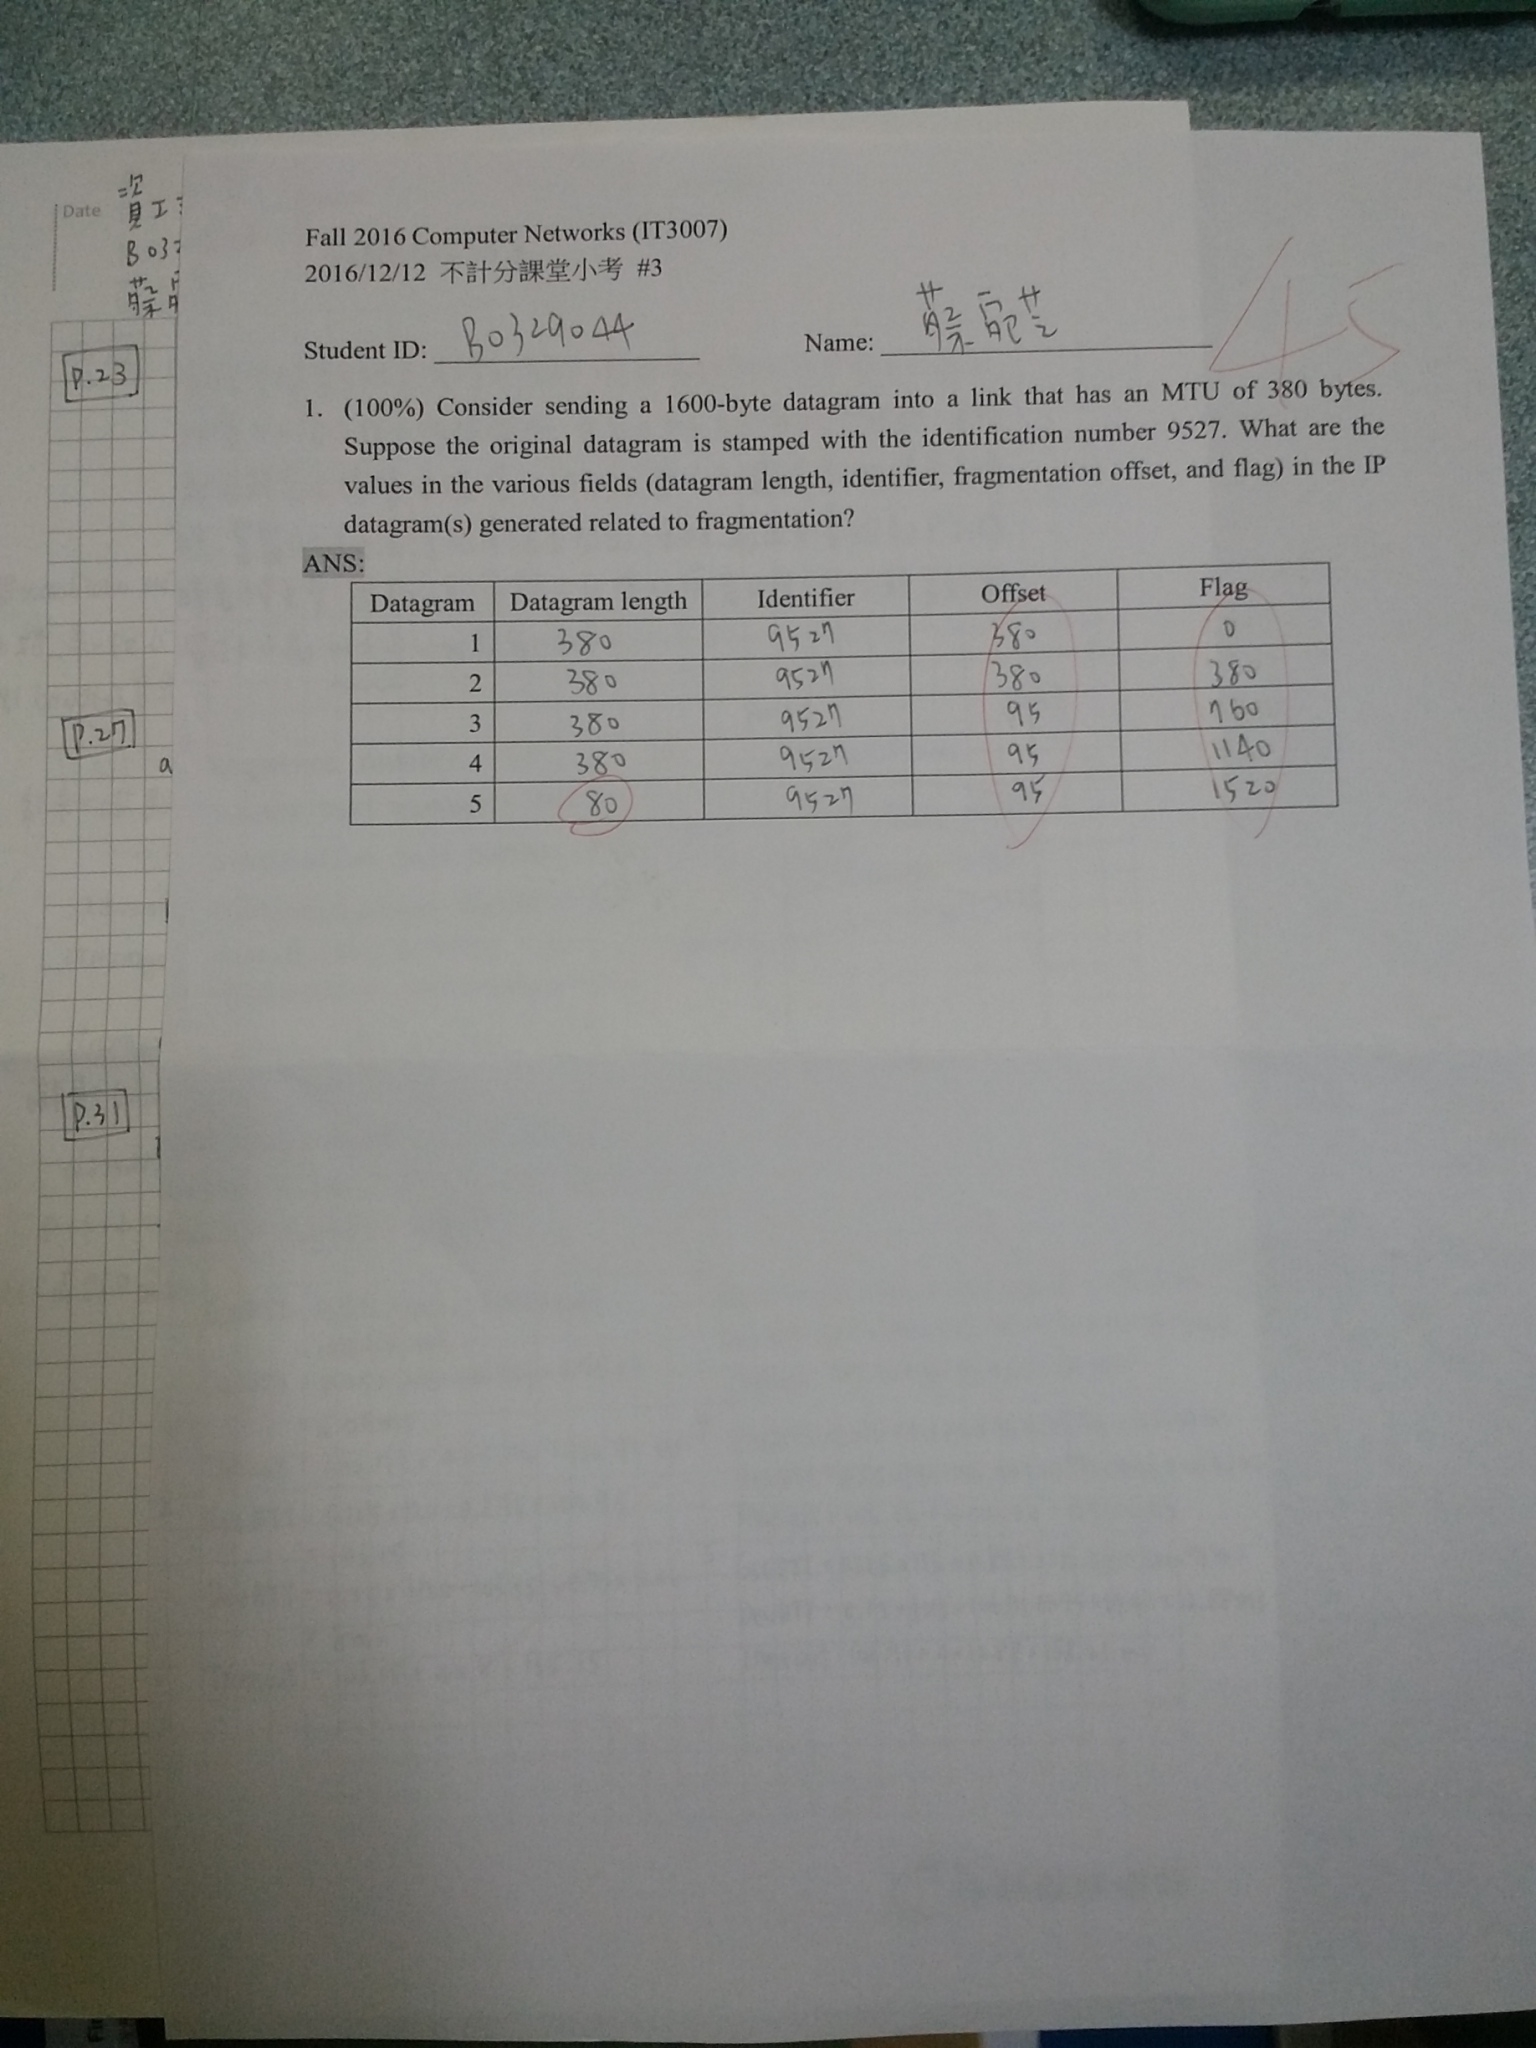 Date
資工
B032
P.23
P.27
a
P.31
Fall 2016 Computer Networks (IT3007)
2016/12/12 不計分課堂小考 #3
Student ID: B0329044
Name:
45
1. (100%) Consider sending a 1600-byte datagram into a link that has an MTU of 380 bytes.
Suppose the original datagram is stamped with the identification number 9527. What are the
values in the various fields (datagram length, identifier, fragmentation offset, and flag) in the IP
datagram(s) generated related to fragmentation?
ANS:
Datagram Datagram length Identifier Offset Flag
1 380 9527 380 0
2 380 9527 380 380
3 380 9527 95 760
4 380 9527 95 1140
5 80 9527 95 1520